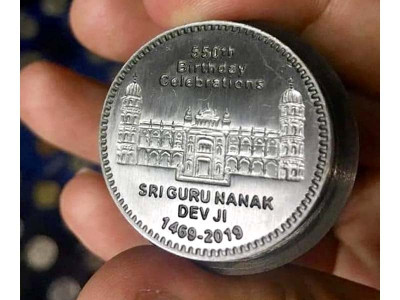 550th
Birthday
Celebrations
SRI GURU NANAK
DEV JI
1469-2019